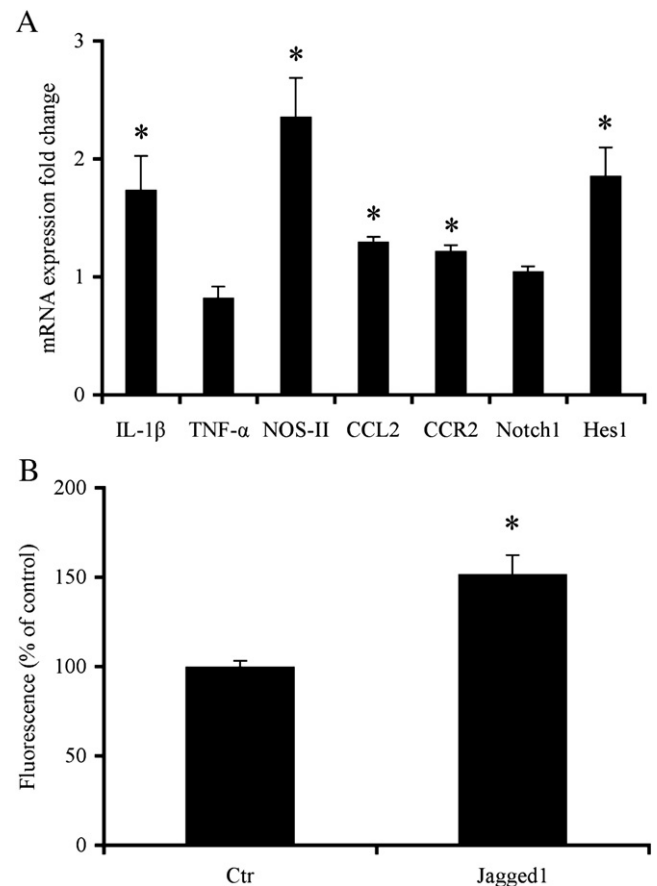 A
mRNA expression fold change
3
*
*
*
2
*
*
1
0
IL-1β TNF-α NOS-II CCL2 CCR2 Notch1 Hes1
B
Fluorescence (% of control)
200
*
150
100
50
0
Ctr Jagged1